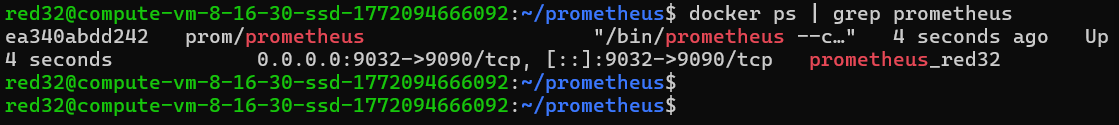 red32@compute-vm-8-16-30-ssd-1772094666092:~/prometheus$ docker ps | grep prometheus
ea340abdd242   prom/prometheus                   "/bin/prometheus --c…"   4 seconds ago   Up
4 seconds            0.0.0.0:9032->9090/tcp, [::]:9032->9090/tcp   prometheus_red32
red32@compute-vm-8-16-30-ssd-1772094666092:~/prometheus$
red32@compute-vm-8-16-30-ssd-1772094666092:~/prometheus$